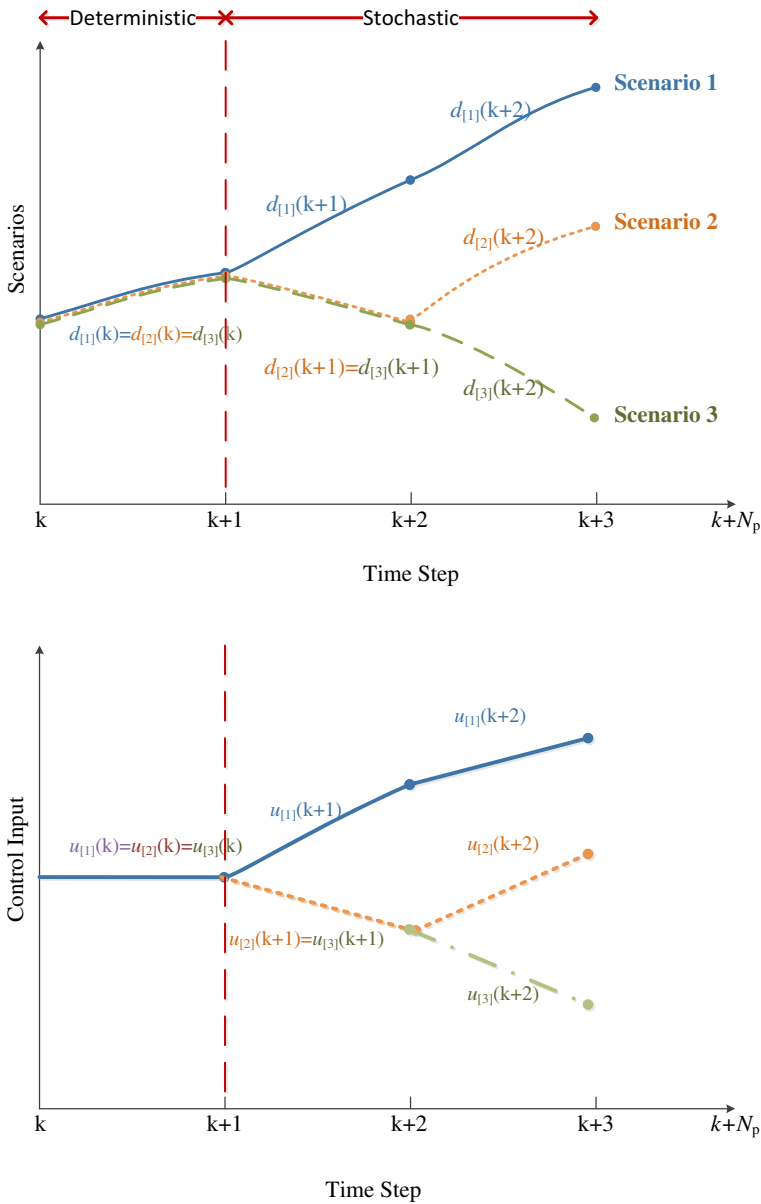 Deterministic Stochastic
Scenario 1
d[1](k+2)
d[1](k+1)
Scenario 2
d[2](k+2)
Scenarios
d[1](k)=d[2](k)=d[3](k)
d[2](k+1)=d[3](k+1)
d[3](k+2)
Scenario 3
k k+1 k+2 k+3 k+Np
Time Step
u[1](k+2)
u[1](k+1)
u[1](k)=u[2](k)=u[3](k)
u[2](k+2)
Control Input
u[2](k+1)=u[3](k+1)
u[3](k+2)
k k+1 k+2 k+3 k+Np
Time Step